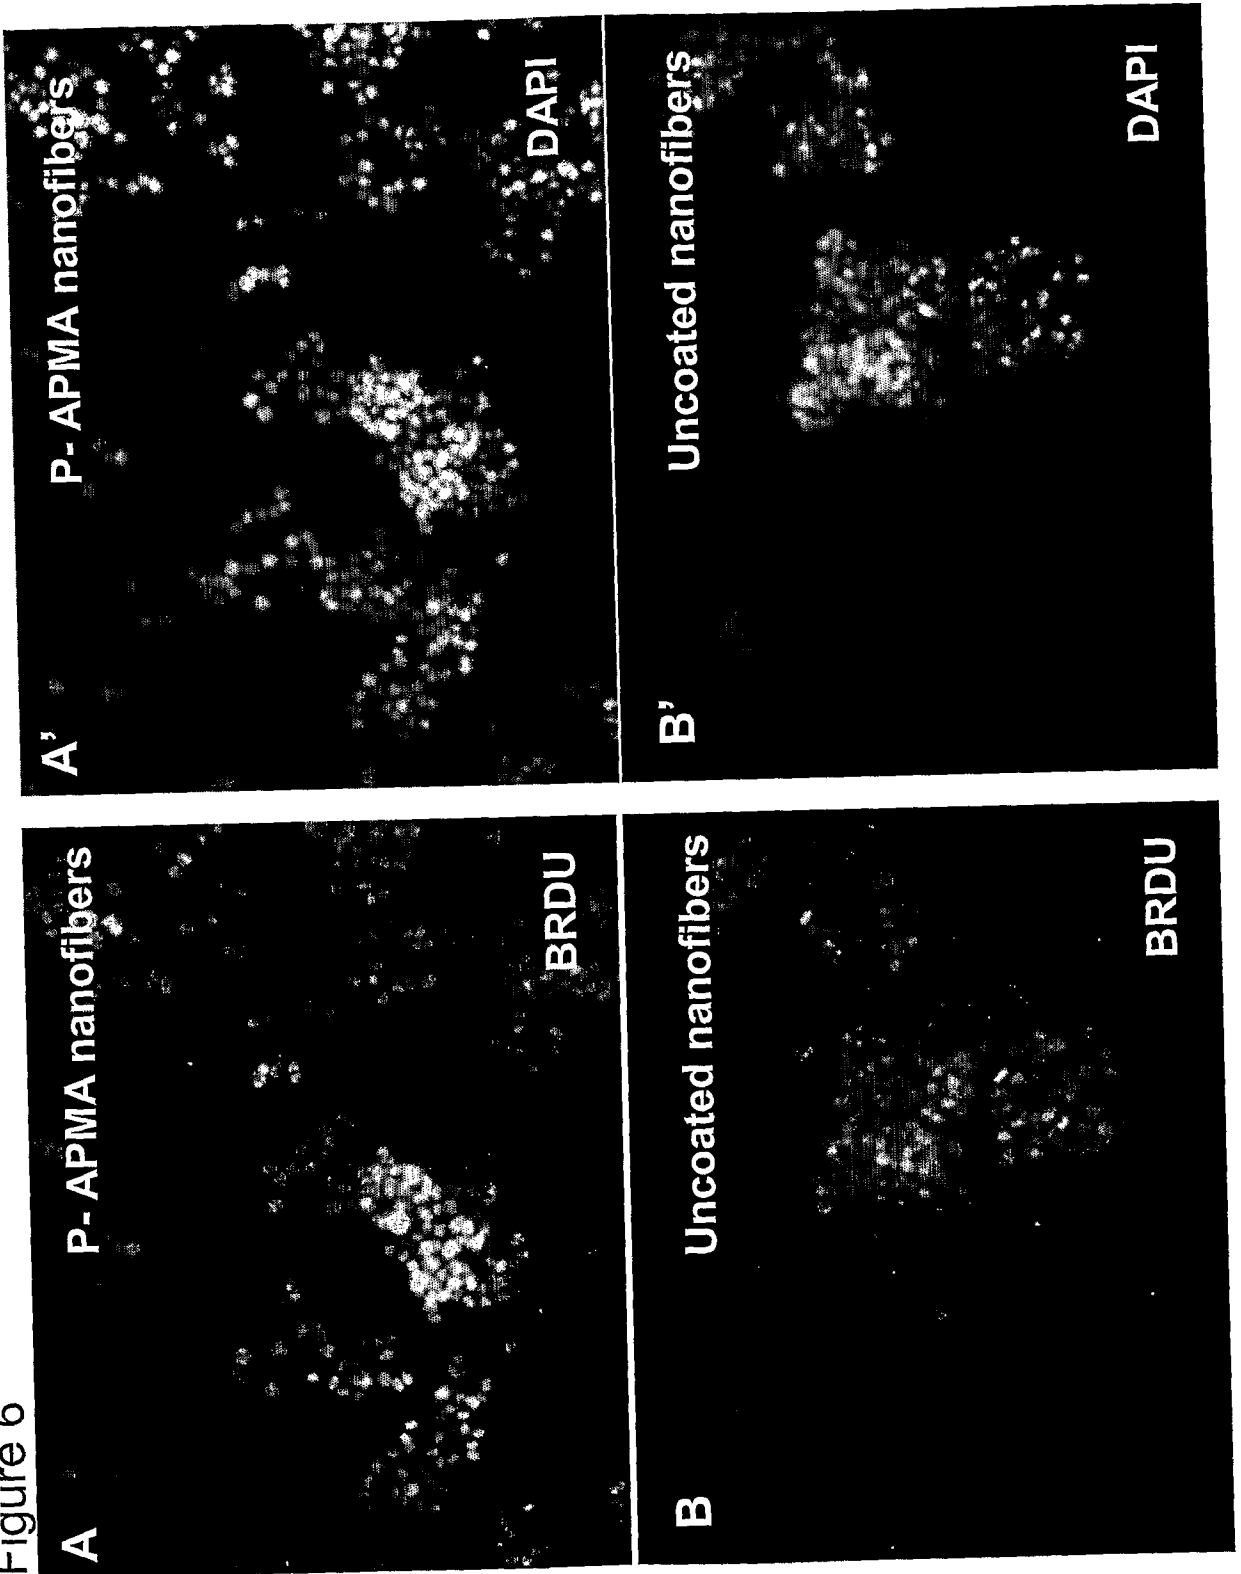 Figure 6
A
P- APMA nanofibers
BRDU
A'
P- APMA nanofibers
DAPI
B
Uncoated nanofibers
BRDU
B'
Uncoated nanofibers
DAPI